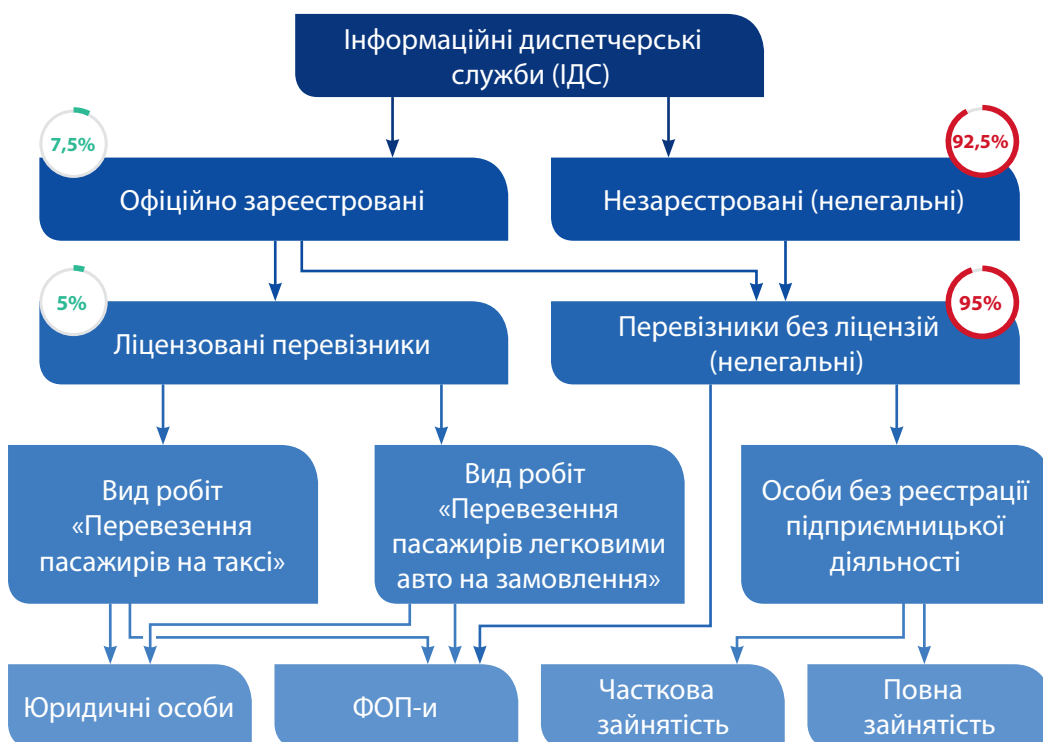 Інформаційні диспетчерські
служби (ІДС)
7,5%
92,5%
Офіційно зарєестровані
Незарєстровані (нелегальні)
5%
95%
Ліцензовані перевізники
Перевізники без ліцензій
(нелегальні)
Вид робіт
«Перевезення
пасажирів на таксі»
Вид робіт
«Перевезення
пасажирів легковими
авто на замовлення»
Особи без реєстрації
підприємницької
діяльності
Юридичні особи
ФОП-и
Часткова
зайнятість
Повна
зайнятість